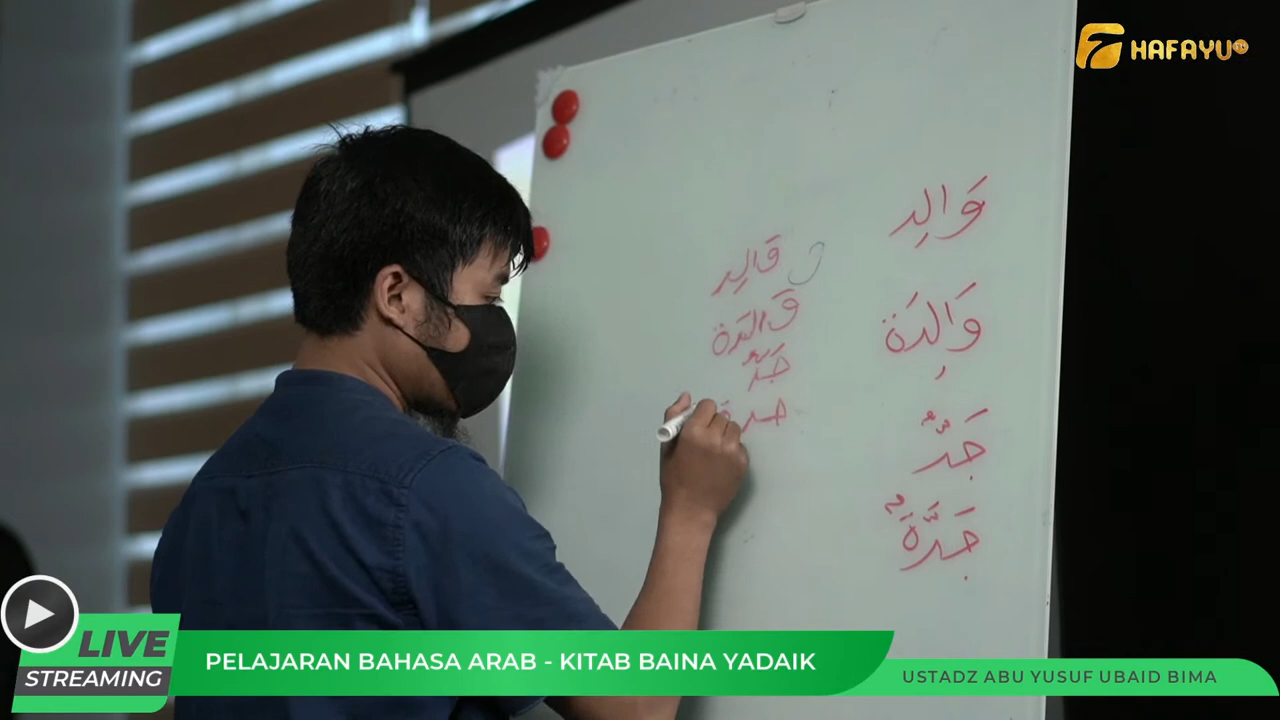 HAFAYU
وَالِد
وَالِدَة
جَدٌّ
جَدَّةٌ
قَالِد
قَالِدَة
جَدٌّ
LIVE
STREAMING
PELAJARAN BAHASA ARAB - KITAB BAINA YADAIK
USTADZ ABU YUSUF UBAID BIMA